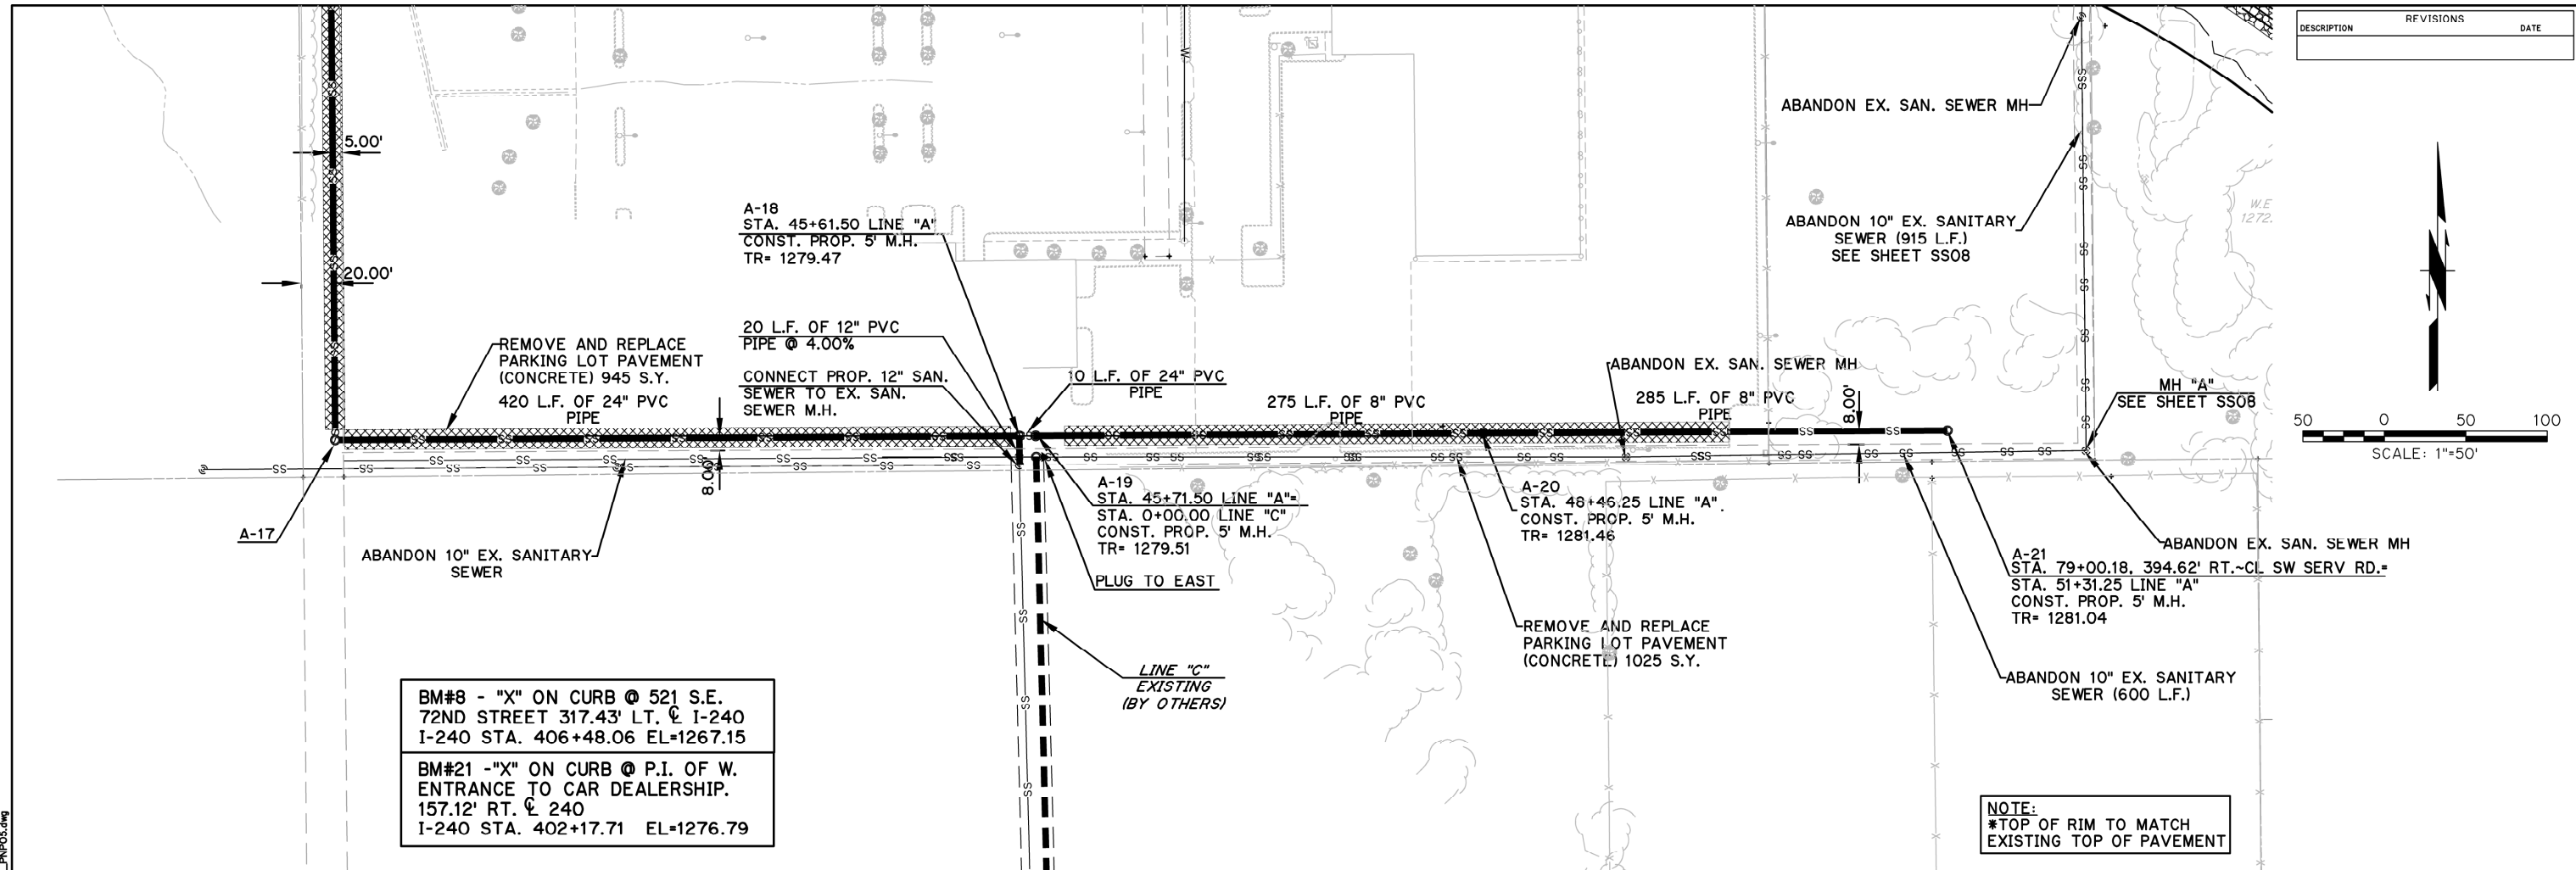 REVISIONS
DESCRIPTION DATE
ABANDON EX. SAN. SEWER MH
5.00'
W
A-18
STA. 45+61.50 LINE "A"
CONST. PROP. 5' M.H.
TR= 1279.47
ABANDON 10" EX. SANITARY
SEWER (915 L.F.)
SEE SHEET SS08
W.E
1272.
20.00'
20 L.F. OF 12" PVC
PIPE @ 4.00%
REMOVE AND REPLACE
PARKING LOT PAVEMENT
(CONCRETE) 945 S.Y.
CONNECT PROP. 12" SAN.
SEWER TO EX. SAN.
SEWER M.H.
420 L.F. OF 24" PVC
PIPE
10 L.F. OF 24" PVC
PIPE
275 L.F. OF 8" PVC
PIPE
ABANDON EX. SAN. SEWER MH
285 L.F. OF 8" PVC
PIPE
8.00'
MH "A"
SEE SHEET SS08
50 0 50 100
SCALE: 1"=50'
8.00'
A-17
ABANDON 10" EX. SANITARY
SEWER
A-19
STA. 45+71.50 LINE "A"=
STA. 0+00.00 LINE "C"
CONST. PROP. 5' M.H.
TR= 1279.51
PLUG TO EAST
A-20
STA. 48+46.25 LINE "A"
CONST. PROP. 5' M.H.
TR= 1281.46
ABANDON EX. SAN. SEWER MH
A-21
STA. 79+00.18, 394.62' RT.~CL SW SERV RD.=
STA. 51+31.25 LINE "A"
CONST. PROP. 5' M.H.
TR= 1281.04
REMOVE AND REPLACE
PARKING LOT PAVEMENT
(CONCRETE) 1025 S.Y.
LINE "C"
EXISTING
(BY OTHERS)
ABANDON 10" EX. SANITARY
SEWER (600 L.F.)
BM#8 - "X" ON CURB @ 521 S.E.
72ND STREET 317.43' LT. ℄ I-240
I-240 STA. 406+48.06 EL=1267.15
BM#21 -"X" ON CURB @ P.I. OF W.
ENTRANCE TO CAR DEALERSHIP.
157.12' RT. ℄ 240
I-240 STA. 402+17.71 EL=1276.79
NOTE:
*TOP OF RIM TO MATCH
EXISTING TOP OF PAVEMENT